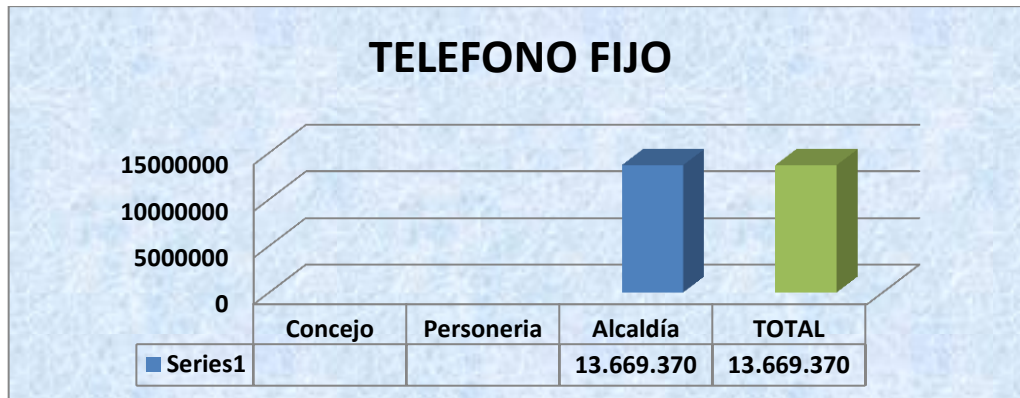 TELEFONO FIJO
15000000
10000000
5000000
0
Concejo Personeria Alcaldía TOTAL
Series1 13.669.370 13.669.370